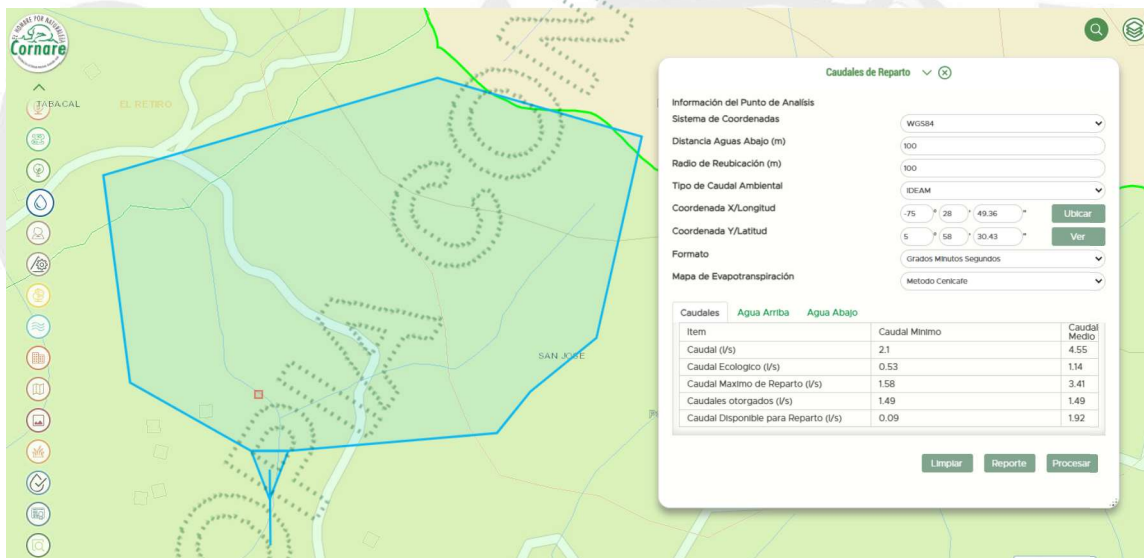 EL HOMBRE POR NATURALEZA
Cornare
TABACAL
EL RETIRO
SAN JOSE
Caudales de Reparto
Información del Punto de Analísis
Sistema de Coordenadas
WGS84
Distancia Aguas Abajo (m)
100
Radio de Reubicación (m)
100
Tipo de Caudal Ambiental
IDEAM
Coordenada X/Longitud
-75 ° 28 ' 49.36 " Ubicar
Coordenada Y/Latitud
5 ° 58 ' 30.43 " Ver
Formato
Grados Minutos Segundos
Mapa de Evapotranspiración
Metodo Cenicafe
Caudales Agua Arriba Agua Abajo
Item Caudal Minimo Caudal Medio
Caudal (l/s) 2.1 4.55
Caudal Ecologico (l/s) 0.53 1.14
Caudal Maximo de Reparto (l/s) 1.58 3.41
Caudales otorgados (l/s) 1.49 1.49
Caudal Disponible para Reparto (l/s) 0.09 1.92
Limpiar Reporte Procesar